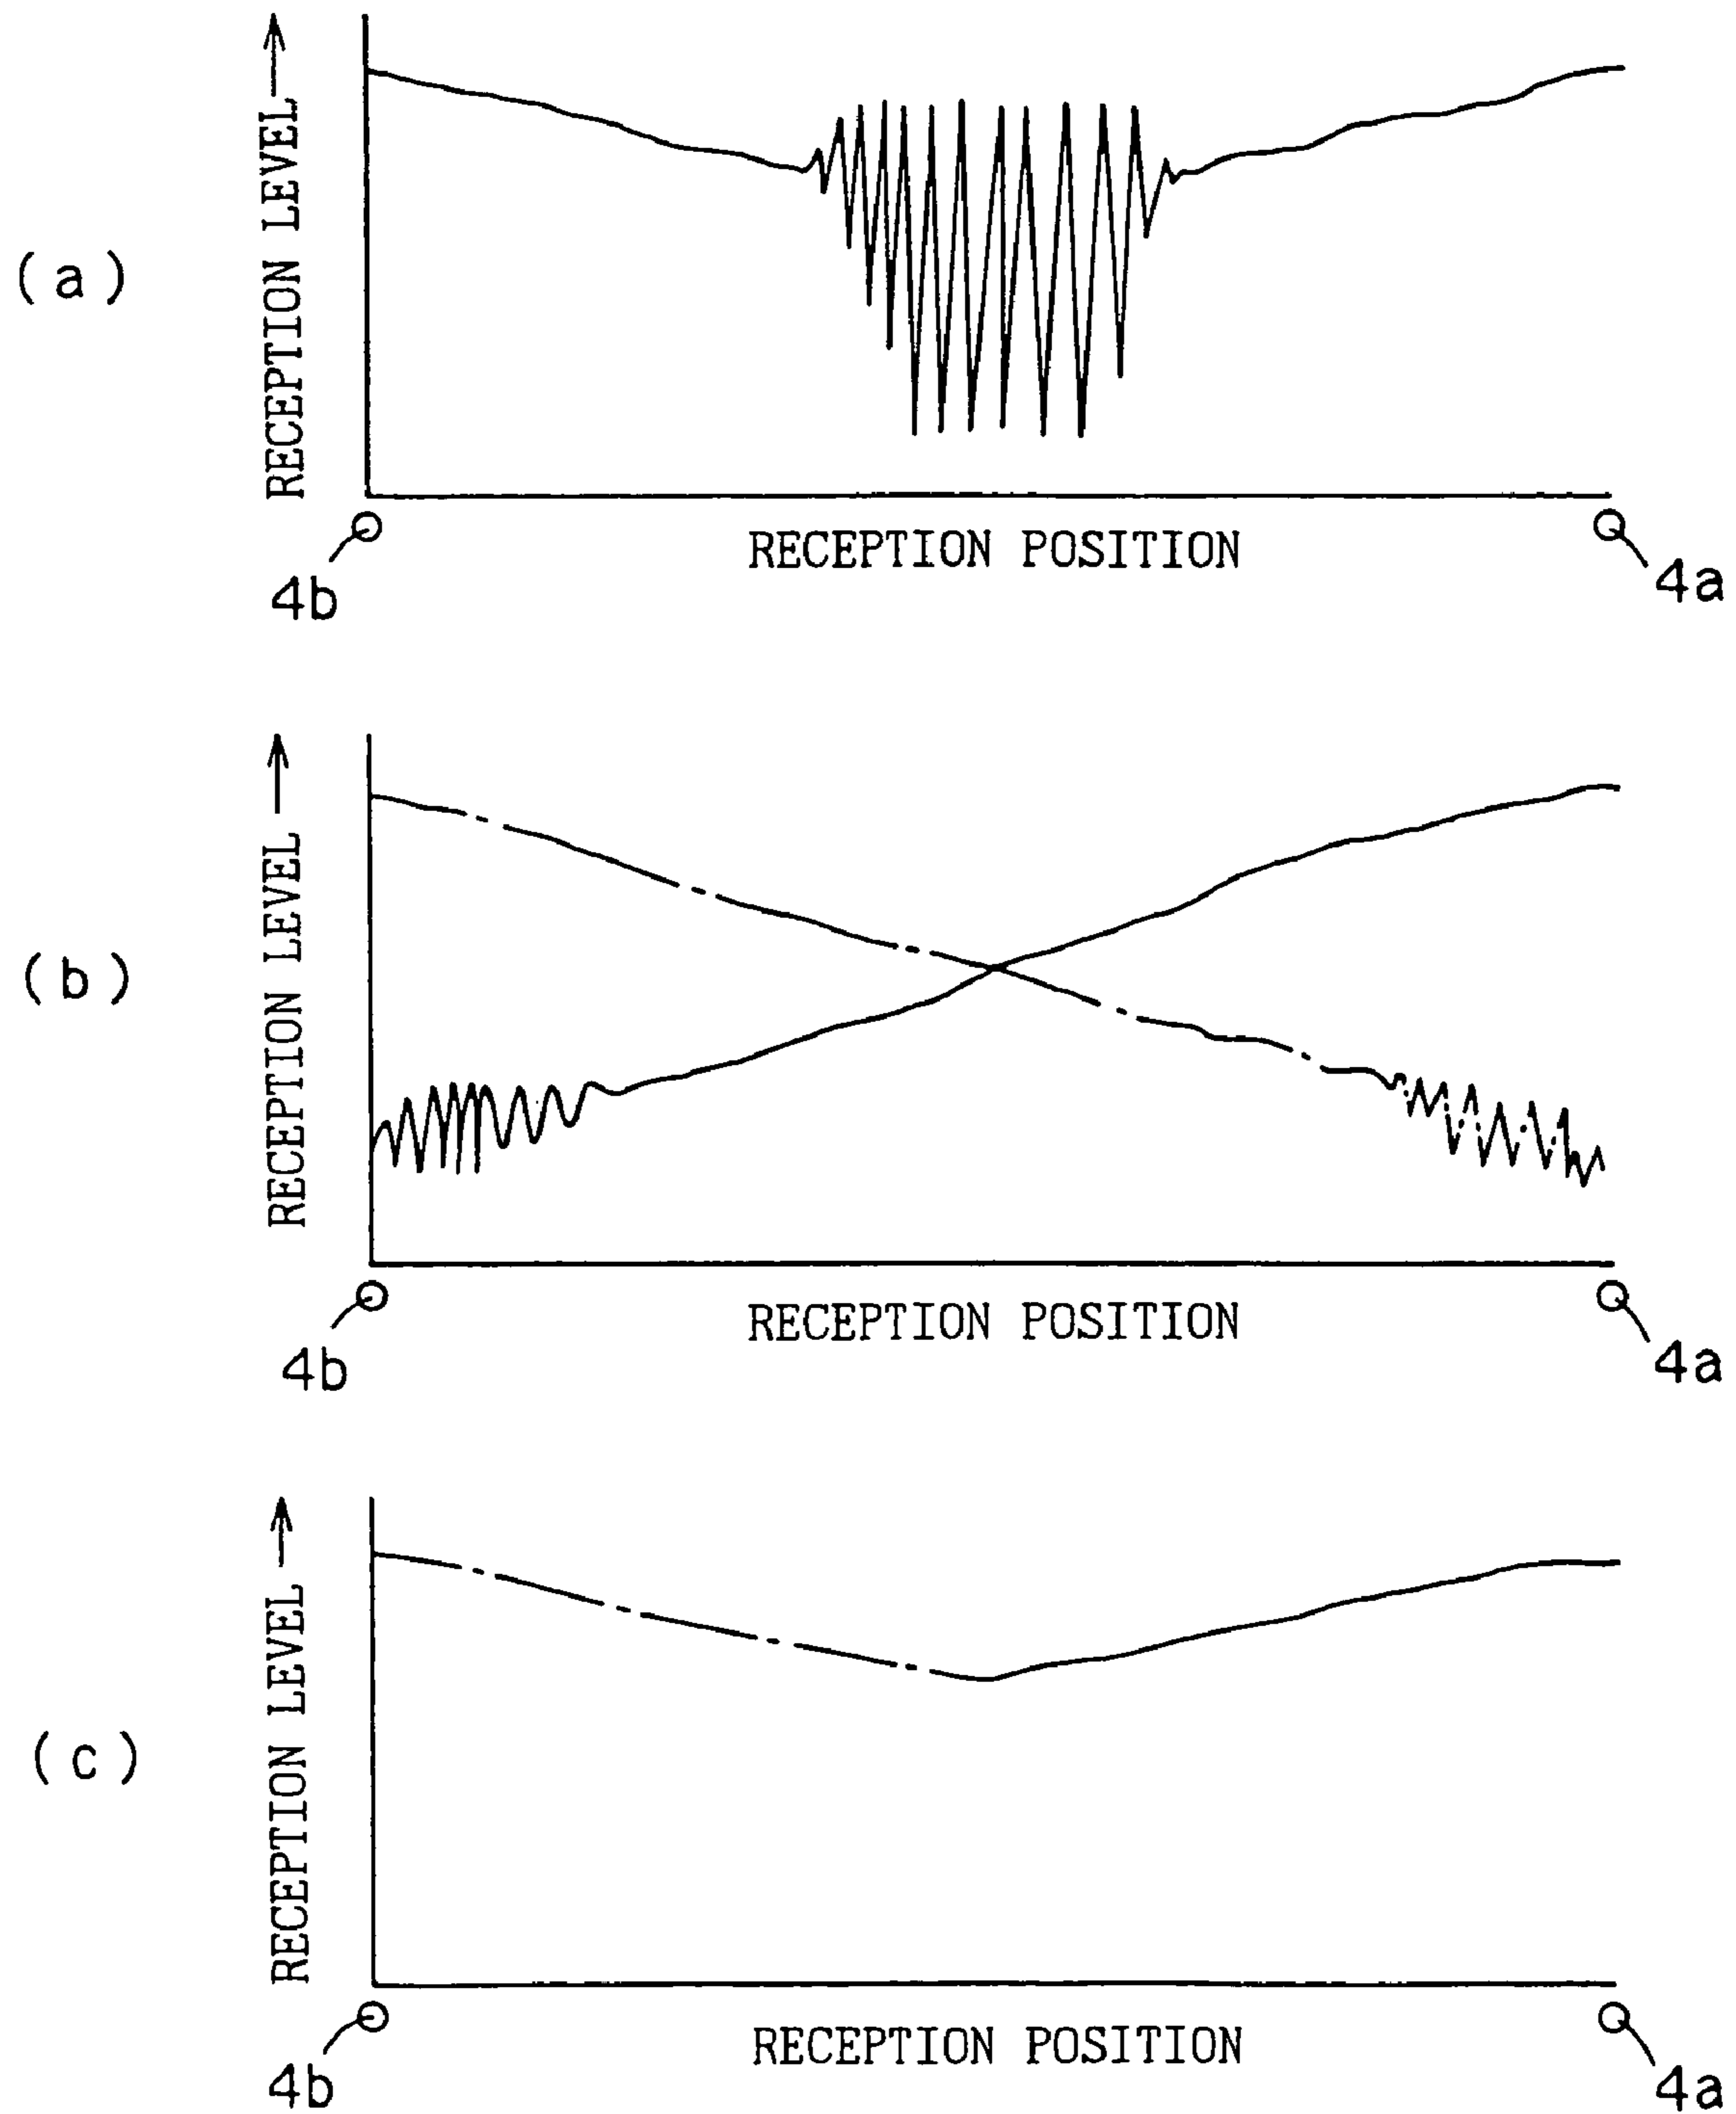 (a)
RECEPTION LEVEL
RECEPTION POSITION
4b
4a
(b)
RECEPTION LEVEL
RECEPTION POSITION
4b
4a
(c)
RECEPTION LEVEL
RECEPTION POSITION
4b
4a